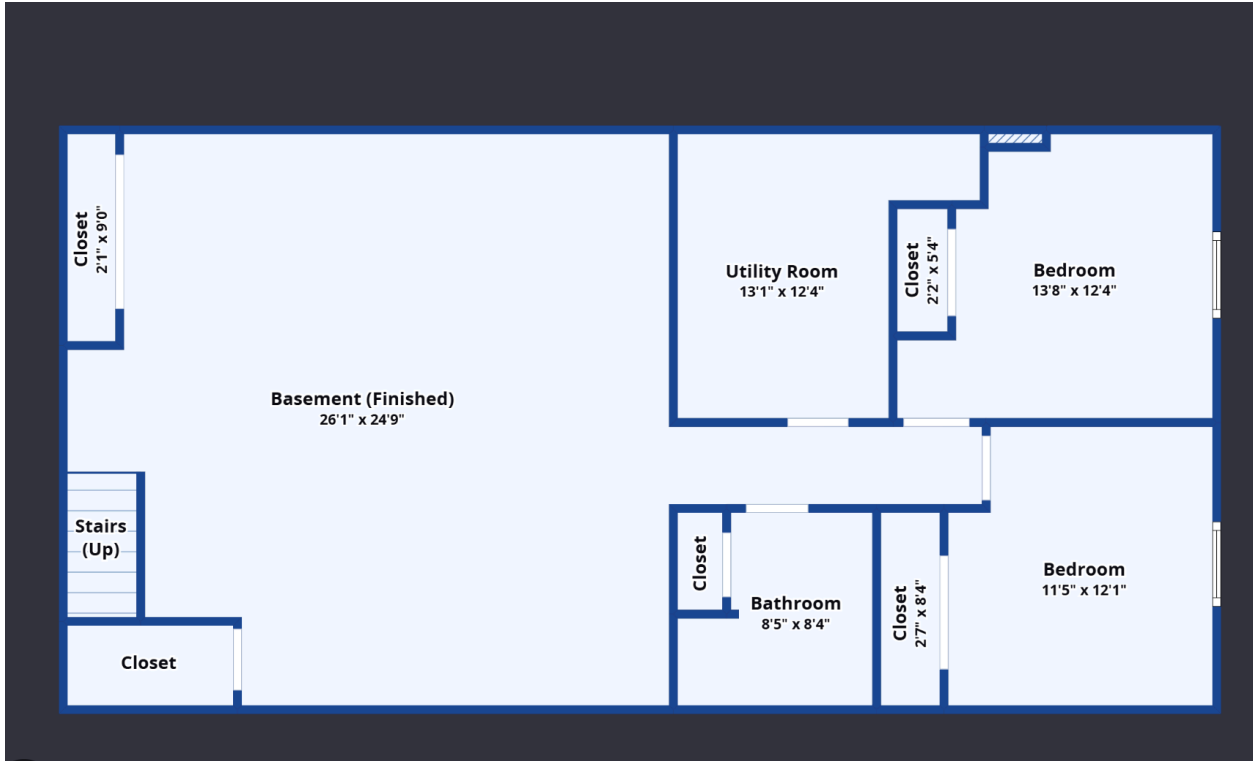 Closet
2'1" x 9'0"
Utility Room
13'1" x 12'4"
Closet
2'2" x 5'4"
Bedroom
13'8" x 12'4"
Basement (Finished)
26'1" x 24'9"
Stairs
(Up)
Closet
Closet
Bathroom
8'5" x 8'4"
Closet
2'7" x 8'4"
Bedroom
11'5" x 12'1"